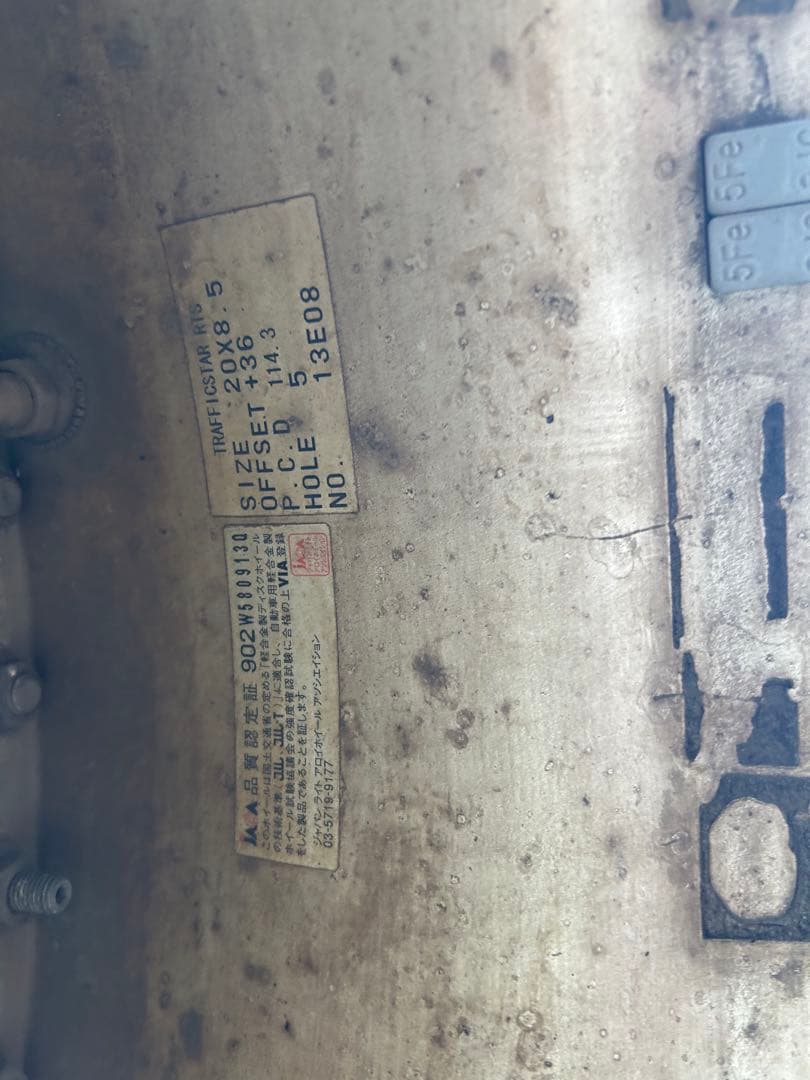 TRAFFICSTAR RTS
SIZE 20X8.5
OFFSET +36
P.C.D 114.3
HOLE 5
NO. 13E08
JAWA 品質認定証 902W5809130
このホイールは国土交通省の定める「軽合金製ディスクホイール
の技術基準(JWL、JWL-T)」に適合し、自動車用軽合金製
ホイール試験協議会の強度確認試験に合格の上VIA登録
をした製品であることを証します。
ジャパン ライト アロイホイール アソシエイション
03-5719-9177
JAWA
5Fe
5Fe